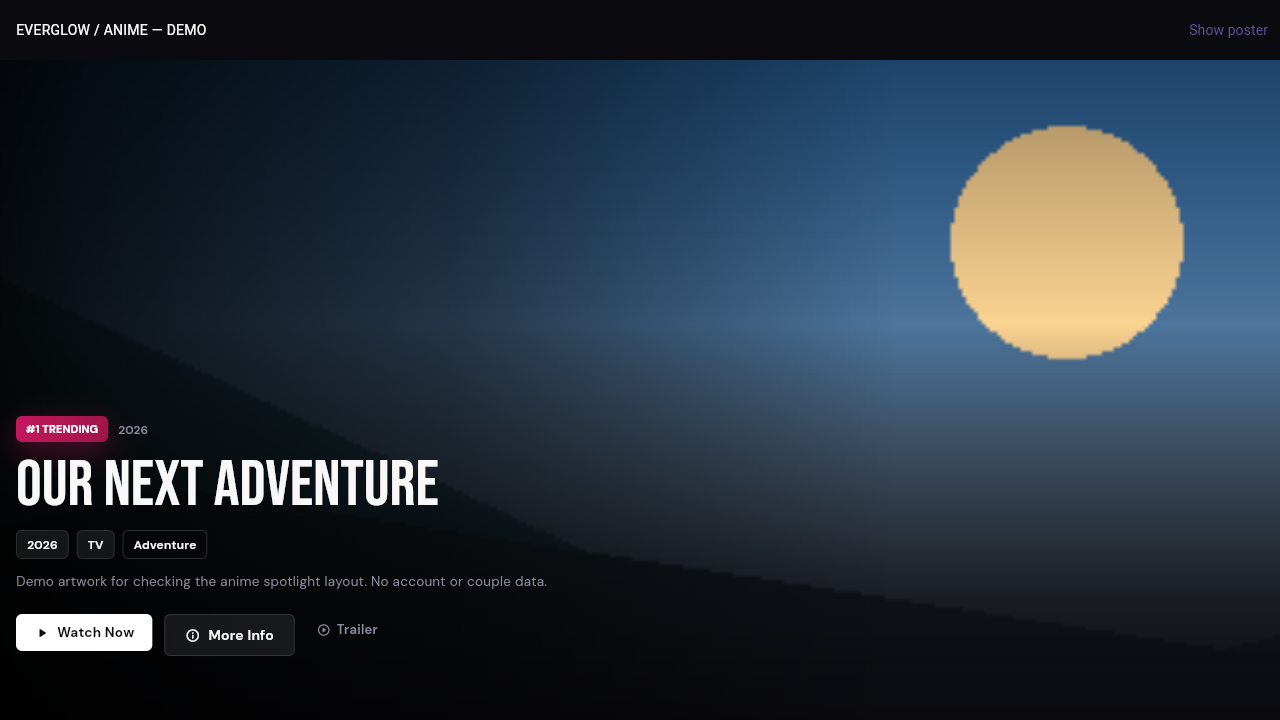 EVERGLOW / ANIME — DEMO
Show poster
#1 TRENDING 2026
OUR NEXT ADVENTURE
2026 TV Adventure
Demo artwork for checking the anime spotlight layout. No account or couple data.
Watch Now More Info Trailer